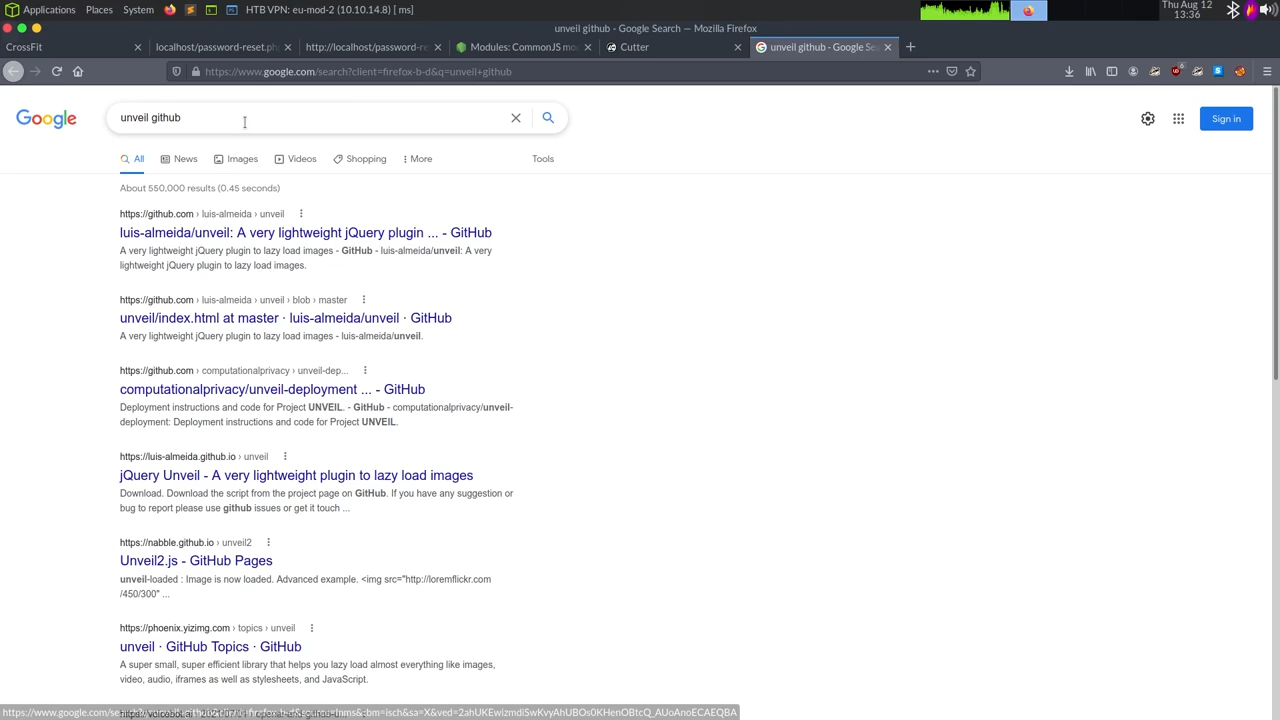 Applications Places System HTB VPN: eu-mod-2 (10.10.14.8) [ ms]
Thu Aug 12
13:36
unveil github - Google Search — Mozilla Firefox
CrossFit
localhost/password-reset.ph
http://localhost/password-re
Modules: CommonJS mo
Cutter
unveil github - Google Sea
https://www.google.com/search?client=firefox-b-d&q=unveil+github
Google
unveil github
Sign in
All News Images Videos Shopping More Tools
About 550,000 results (0.45 seconds)
https://github.com › luis-almeida › unveil
luis-almeida/unveil: A very lightweight jQuery plugin ... - GitHub
A very lightweight jQuery plugin to lazy load images - GitHub - luis-almeida/unveil: A very
lightweight jQuery plugin to lazy load images.
https://github.com › luis-almeida › unveil › blob › master
unveil/index.html at master · luis-almeida/unveil · GitHub
A very lightweight jQuery plugin to lazy load images - luis-almeida/unveil.
https://github.com › computationalprivacy › unveil-dep...
computationalprivacy/unveil-deployment ... - GitHub
Deployment instructions and code for Project UNVEIL. - GitHub - computationalprivacy/unveil-
deployment: Deployment instructions and code for Project UNVEIL.
https://luis-almeida.github.io › unveil
jQuery Unveil - A very lightweight plugin to lazy load images
Download. Download the script from the project page on GitHub. If you have any suggestion or
bug to report please use github issues or get it touch ...
https://nabble.github.io › unveil2
Unveil2.js - GitHub Pages
unveil-loaded : Image is now loaded. Advanced example. <img src="http://loremflickr.com
/450/300" ...
https://phoenix.yizimg.com › topics › unveil
unveil · GitHub Topics · GitHub
A super small, super efficient library that helps you lazy load almost everything like images,
video, audio, iframes as well as stylesheets, and JavaScript.